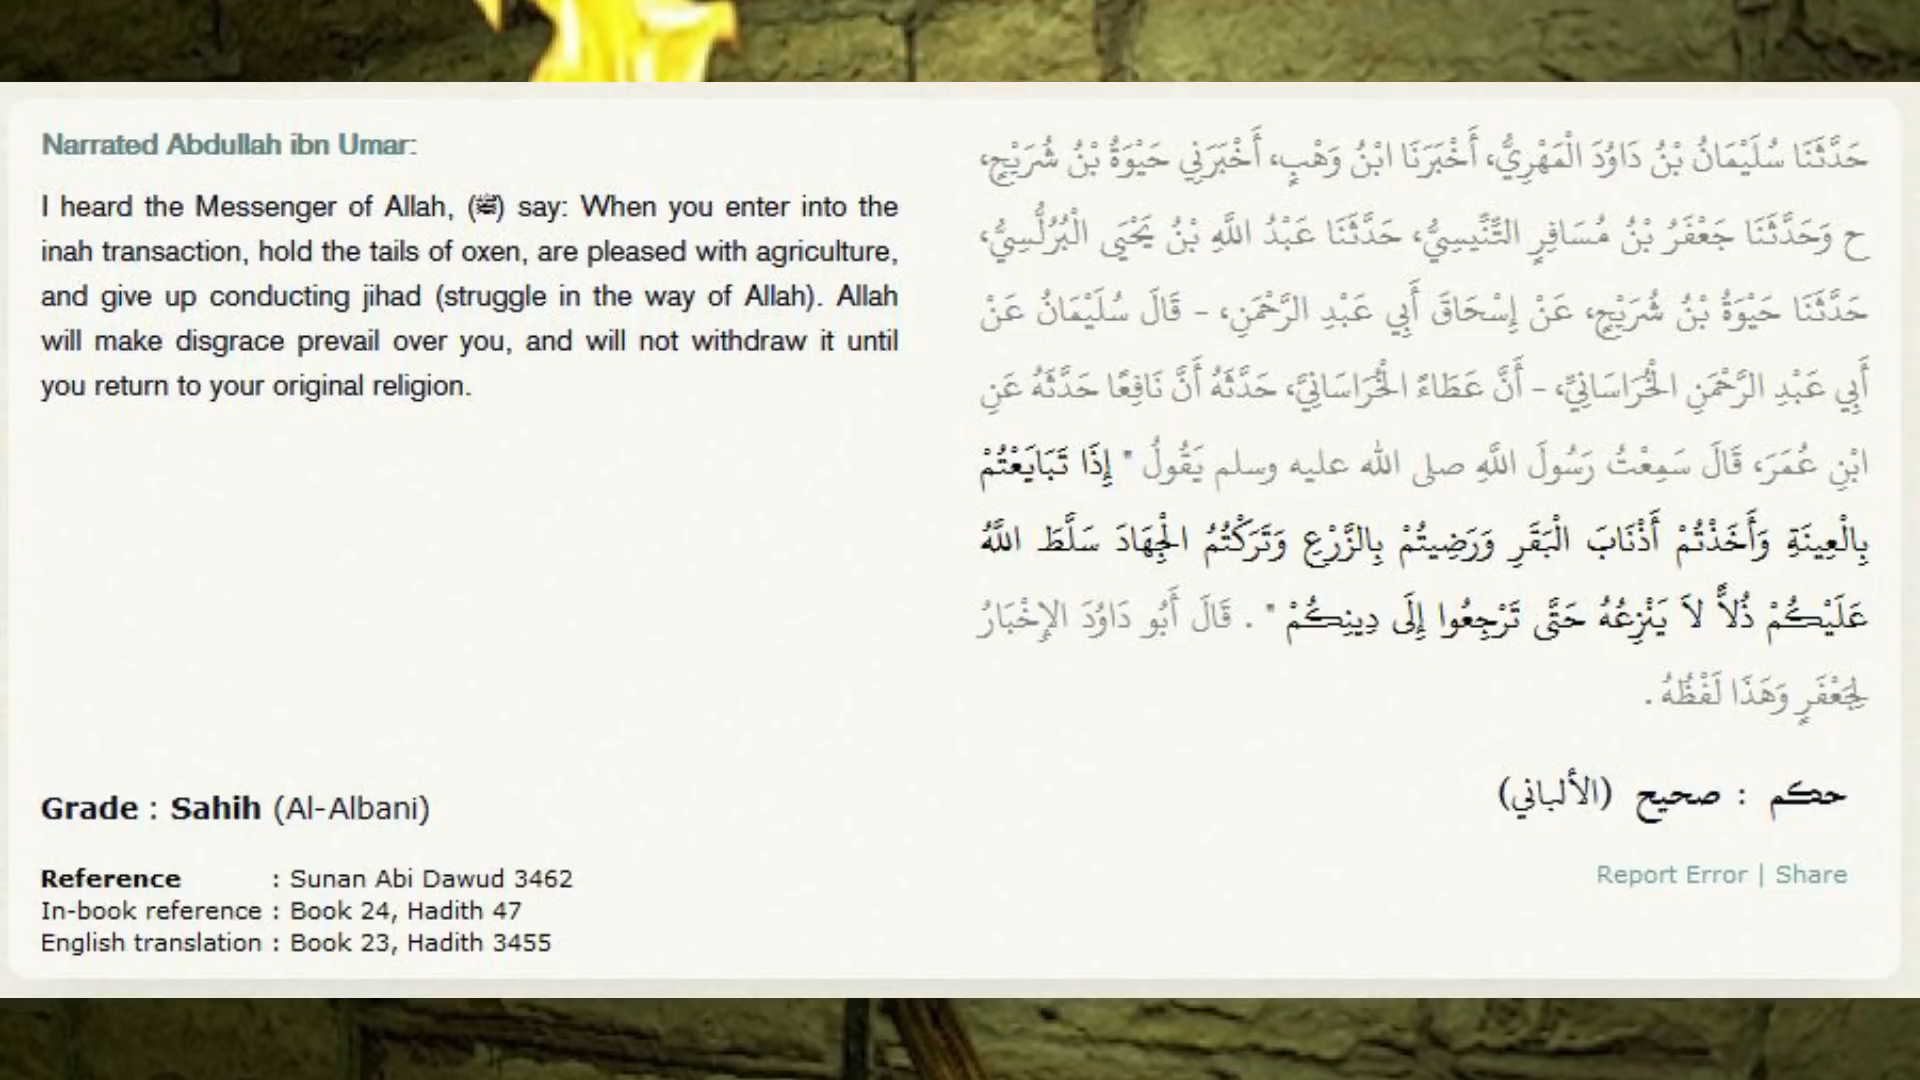 Narrated Abdullah ibn Umar:
I heard the Messenger of Allah, (ﷺ) say: When you enter into the
inah transaction, hold the tails of oxen, are pleased with agriculture,
and give up conducting jihad (struggle in the way of Allah). Allah
will make disgrace prevail over you, and will not withdraw it until
you return to your original religion.
حَدَّثَنَا سُلَيْمَانُ بْنُ دَاوُدَ الْمَهْرِيُّ، أَخْبَرَنَا ابْنُ وَهْبٍ، أَخْبَرَنِي حَيْوَةُ بْنُ شُرَيْحٍ،
ح وَحَدَّثَنَا جَعْفَرُ بْنُ مُسَافِرٍ التِّنِّيسِيُّ، حَدَّثَنَا عَبْدُ اللَّهِ بْنُ يَحْيَى الْبُرُلُّسِيُّ،
حَدَّثَنَا حَيْوَةُ بْنُ شُرَيْحٍ، عَنْ إِسْحَاقَ أَبِي عَبْدِ الرَّحْمَنِ، - قَالَ سُلَيْمَانُ عَنْ
أَبِي عَبْدِ الرَّحْمَنِ الْخُرَاسَانِيِّ، - أَنَّ عَطَاءً الْخُرَاسَانِيَّ، حَدَّثَهُ أَنَّ نَافِعًا حَدَّثَهُ عَنِ
ابْنِ عُمَرَ، قَالَ سَمِعْتُ رَسُولَ اللَّهِ صلى الله عليه وسلم يَقُولُ " إِذَا تَبَايَعْتُمْ
بِالْعِينَةِ وَأَخَذْتُمْ أَذْنَابَ الْبَقَرِ وَرَضِيتُمْ بِالزَّرْعِ وَتَرَكْتُمُ الْجِهَادَ سَلَّطَ اللَّهُ
عَلَيْكُمْ ذُلاًّ لاَ يَنْزِعُهُ حَتَّى تَرْجِعُوا إِلَى دِينِكُمْ " . قَالَ أَبُو دَاوُدَ الإِخْبَارُ
لِجَعْفَرٍ وَهَذَا لَفْظُهُ .
Grade : Sahih (Al-Albani)
حكم : صحيح (الألباني)
Reference : Sunan Abi Dawud 3462
In-book reference : Book 24, Hadith 47
English translation : Book 23, Hadith 3455
Report Error | Share